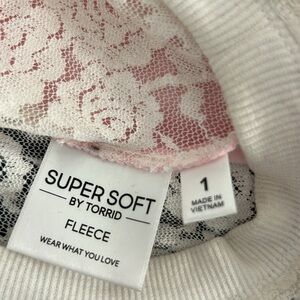 SUPER SOFT
BY TORRID
FLEECE
WEAR WHAT YOU LOVE
1
MADE IN
VIETNAM